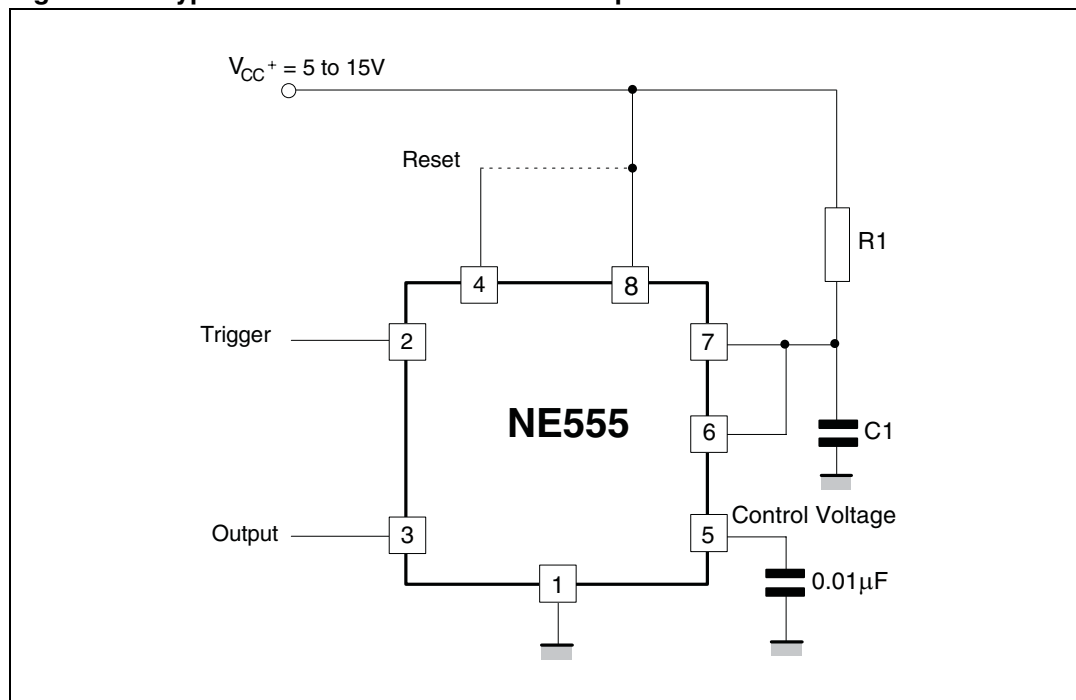 V_CC⁺ = 5 to 15V
Reset
R1
4
8
Trigger
2
7
NE555
6
C1
Control Voltage
Output
3
5
0.01μF
1